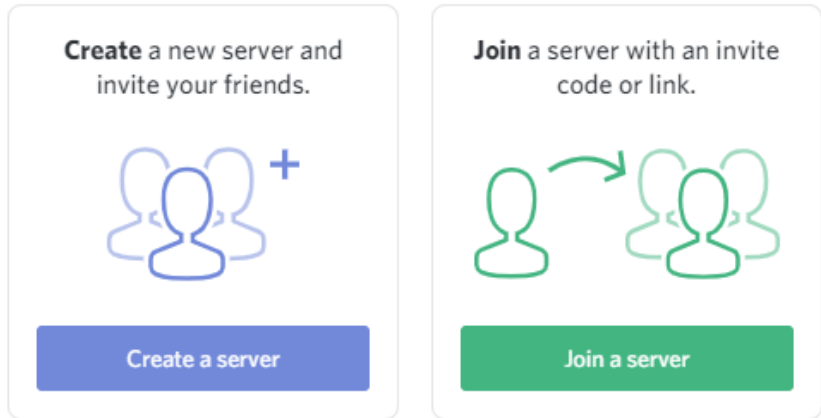 Create a new server and
invite your friends.
Create a server
Join a server with an invite
code or link.
Join a server